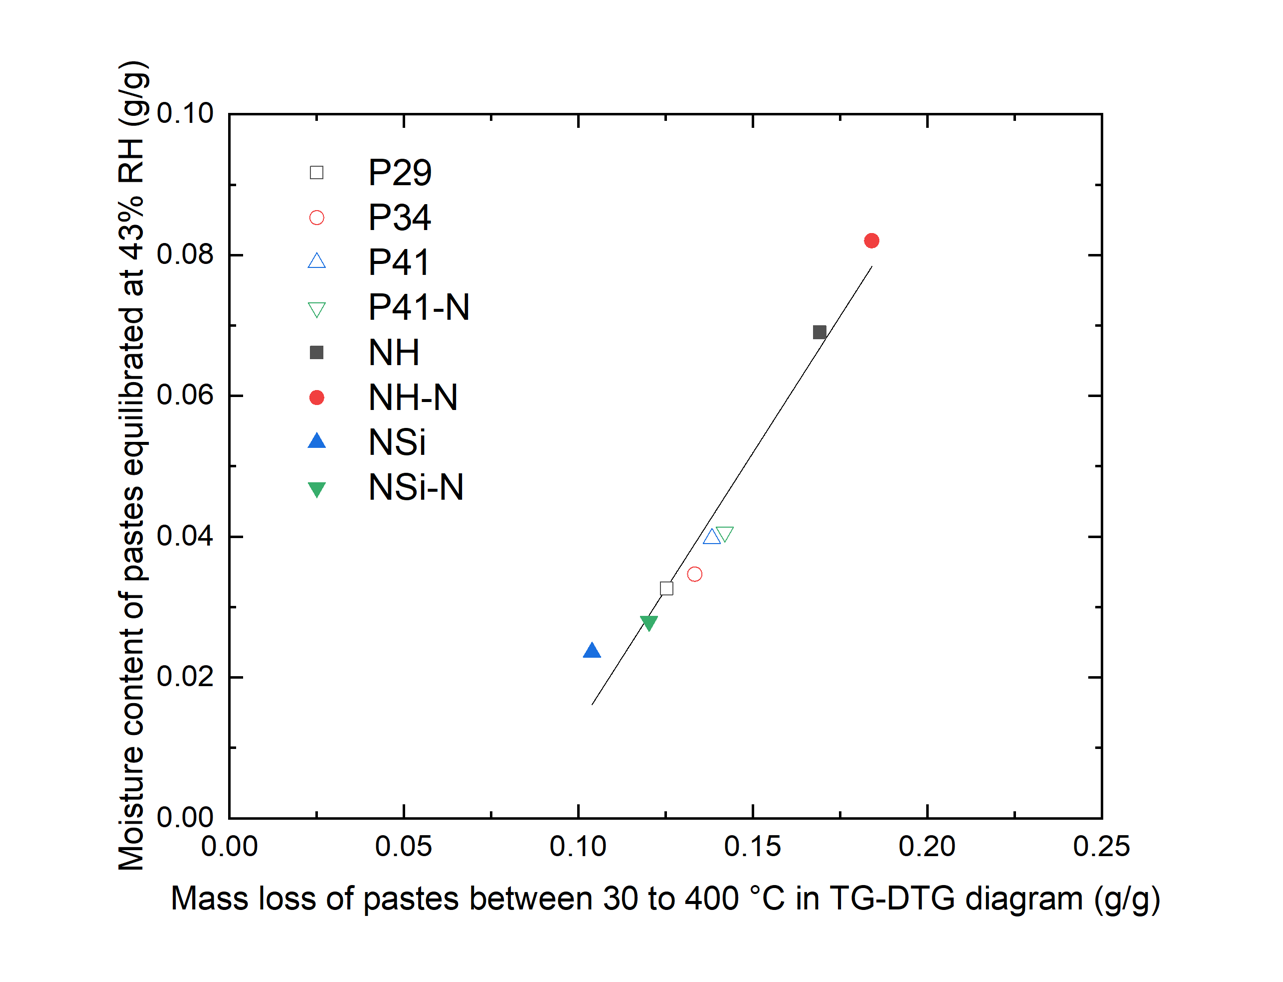 Moisture content of pastes equilibrated at 43% RH (g/g)
0.10
0.08
0.06
0.04
0.02
0.00
P29
P34
P41
P41-N
NH
NH-N
NSi
NSi-N
0.00 0.05 0.10 0.15 0.20 0.25
Mass loss of pastes between 30 to 400 °C in TG-DTG diagram (g/g)